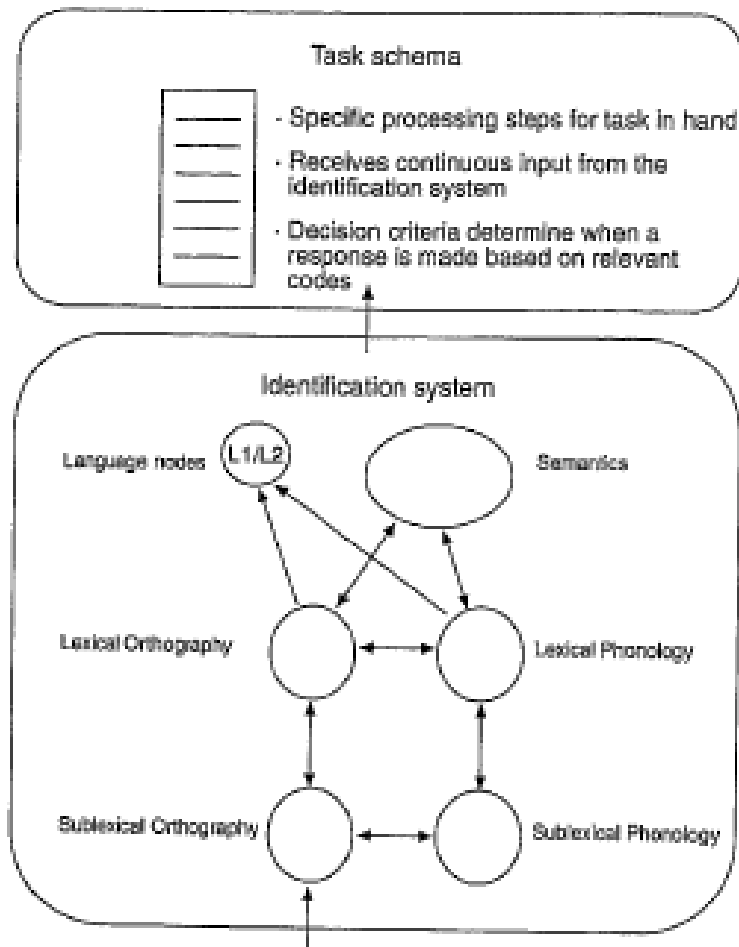 Task schema
- Specific processing steps for task in hand
- Receives continuous input from the
identification system
- Decision criteria determine when a
response is made based on relevant
codes
Identification system
Language nodes
L1/L2
Semantics
Lexical Orthography
Lexical Phonology
Sublexical Orthography
Sublexical Phonology